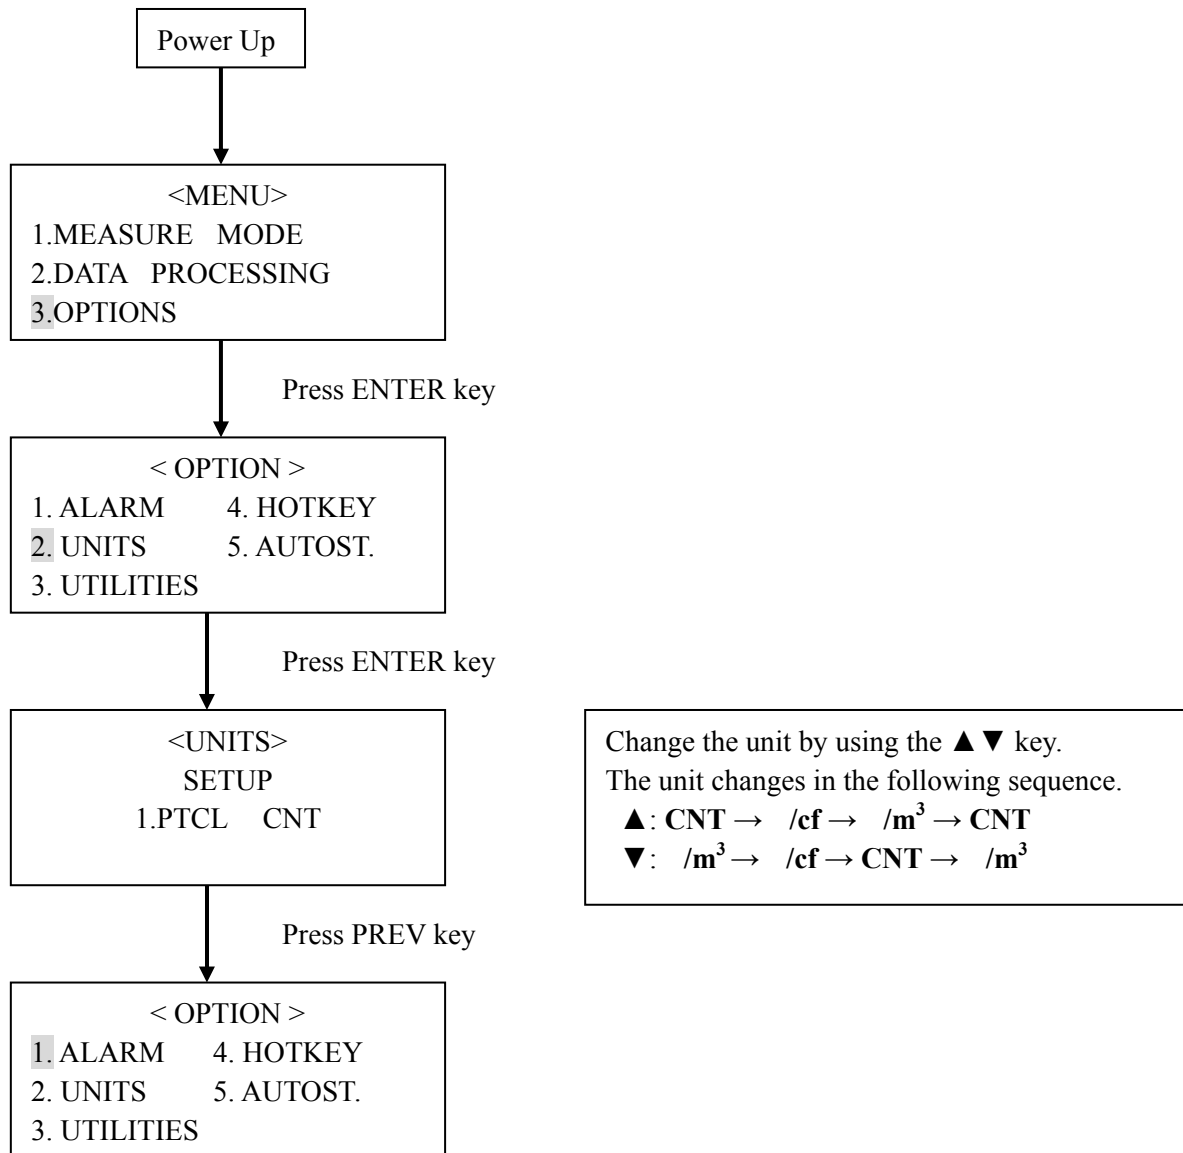 Power Up
<MENU>
1.MEASURE MODE
2.DATA PROCESSING
3.OPTIONS
Press ENTER key
< OPTION >
1. ALARM 4. HOTKEY
2. UNITS 5. AUTOST.
3. UTILITIES
Press ENTER key
<UNITS>
SETUP
1.PTCL CNT
Change the unit by using the ▲▼ key.
The unit changes in the following sequence.
▲: CNT → /cf → /m³ → CNT
▼: /m³ → /cf → CNT → /m³
Press PREV key
< OPTION >
1. ALARM 4. HOTKEY
2. UNITS 5. AUTOST.
3. UTILITIES